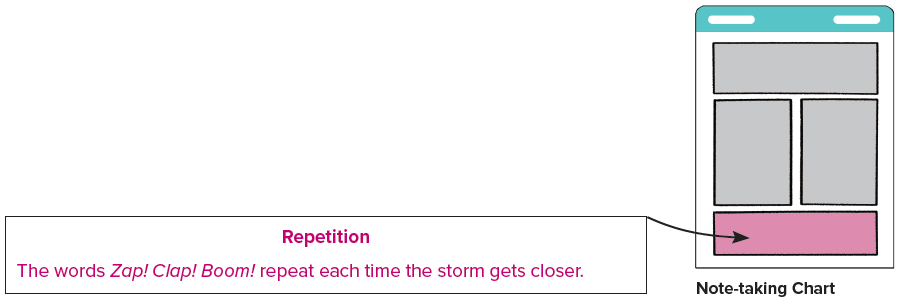 Repetition
The words Zap! Clap! Boom! repeat each time the storm gets closer.
Note-taking Chart